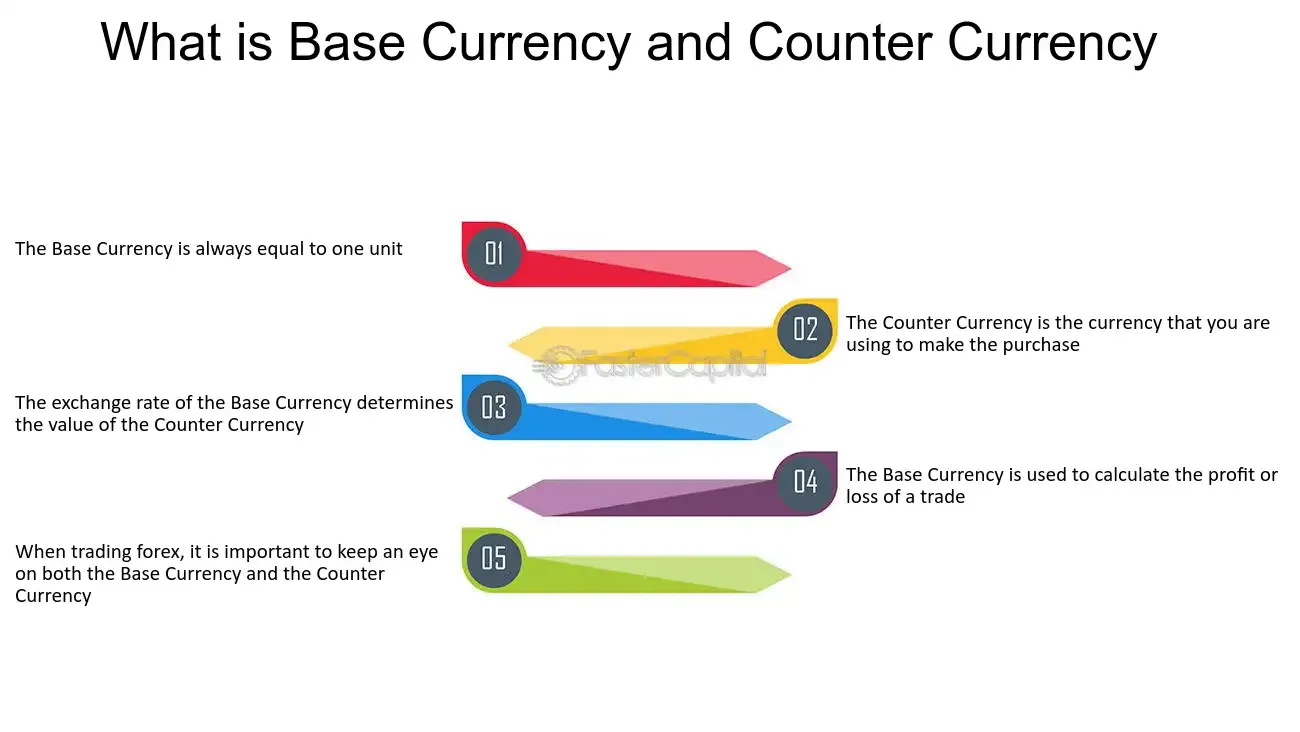 What is Base Currency and Counter Currency
The Base Currency is always equal to one unit
01
02
The Counter Currency is the currency that you are
using to make the purchase
FasterCapital
The exchange rate of the Base Currency determines
the value of the Counter Currency
03
04
The Base Currency is used to calculate the profit or
loss of a trade
When trading forex, it is important to keep an eye
on both the Base Currency and the Counter
Currency
05